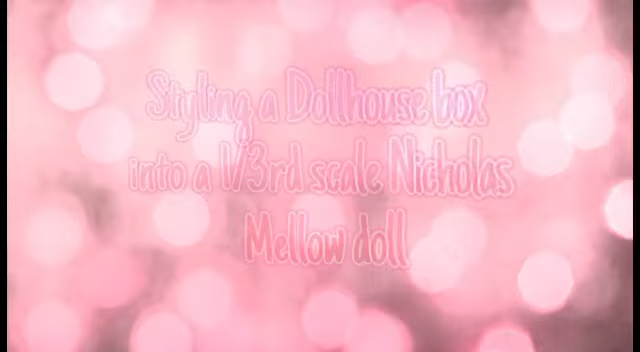 Styling a Dollhouse box
into a 1/3rd scale Nicholas
Mellow doll